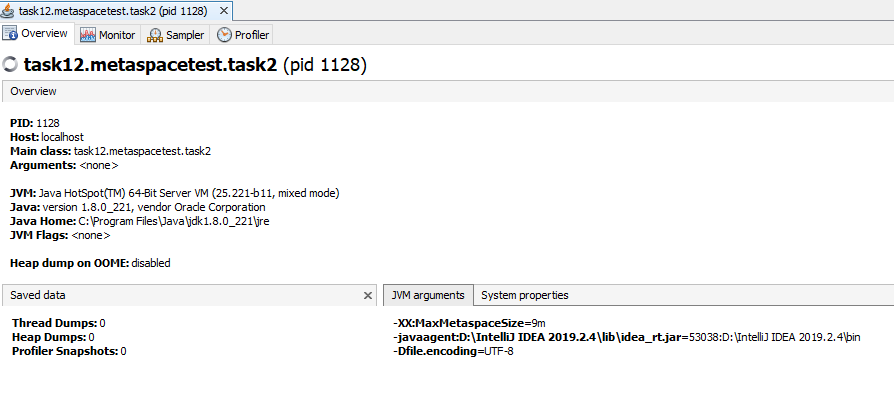 task12.metaspacetest.task2 (pid 1128)
Overview Monitor Sampler Profiler
task12.metaspacetest.task2 (pid 1128)
Overview
PID: 1128
Host: localhost
Main class: task12.metaspacetest.task2
Arguments: <none>
JVM: Java HotSpot(TM) 64-Bit Server VM (25.221-b11, mixed mode)
Java: version 1.8.0_221, vendor Oracle Corporation
Java Home: C:\Program Files\Java\jdk1.8.0_221\jre
JVM Flags: <none>
Heap dump on OOME: disabled
Saved data
Thread Dumps: 0
Heap Dumps: 0
Profiler Snapshots: 0
JVM arguments System properties
-XX:MaxMetaspaceSize=9m
-javaagent:D:\IntelliJ IDEA 2019.2.4\lib\idea_rt.jar=53038:D:\IntelliJ IDEA 2019.2.4\bin
-Dfile.encoding=UTF-8